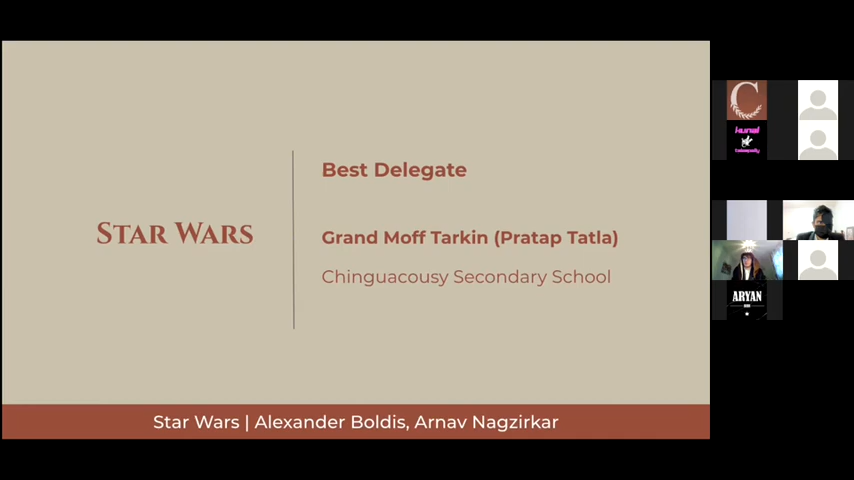 Best Delegate
STAR WARS
Grand Moff Tarkin (Pratap Tatla)
Chinguacousy Secondary School
Star Wars | Alexander Boldis, Arnav Nagzirkar
C
kunal
ARYAN